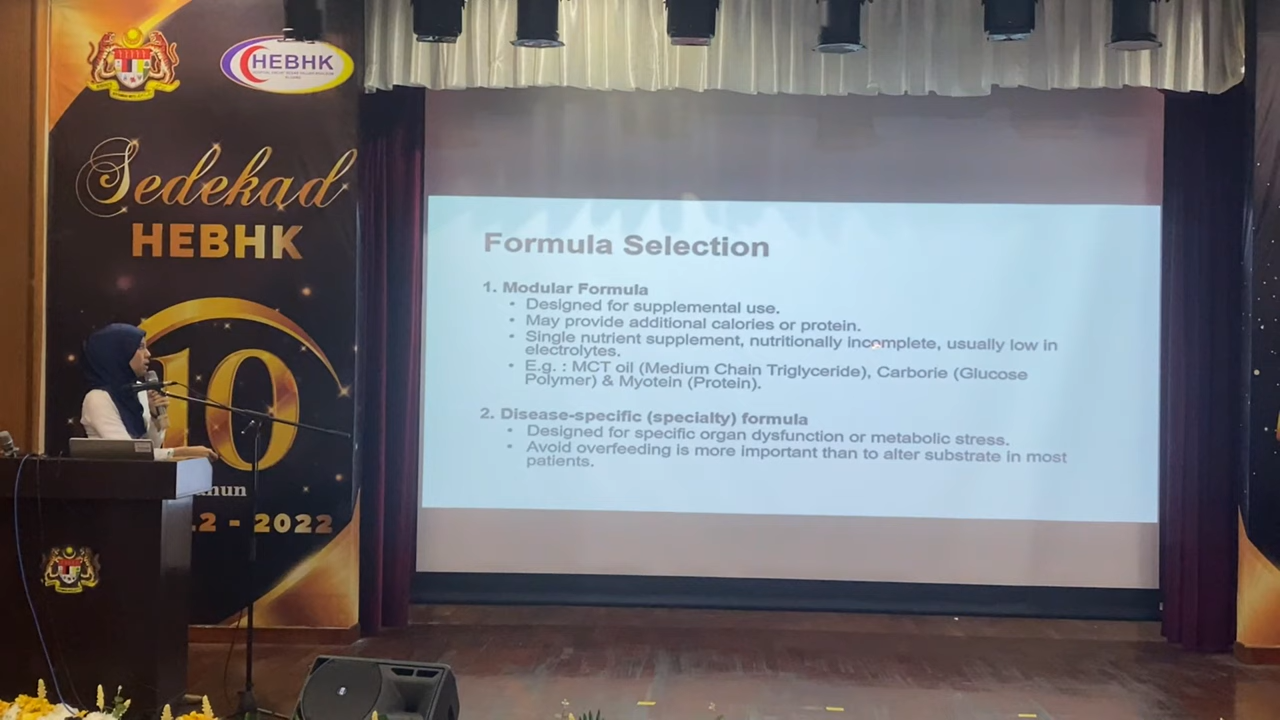 HEBHK
Sedekad
HEBHK
10
2 - 2022
Formula Selection
1. Modular Formula
• Designed for supplemental use.
• May provide additional calories or protein.
• Single nutrient supplement, nutritionally incomplete, usually low in
electrolytes.
• E.g. : MCT oil (Medium Chain Triglyceride), Carborie (Glucose
Polymer) & Myotein (Protein).
2. Disease-specific (specialty) formula
• Designed for specific organ dysfunction or metabolic stress.
• Avoid overfeeding is more important than to alter substrate in most
patients.